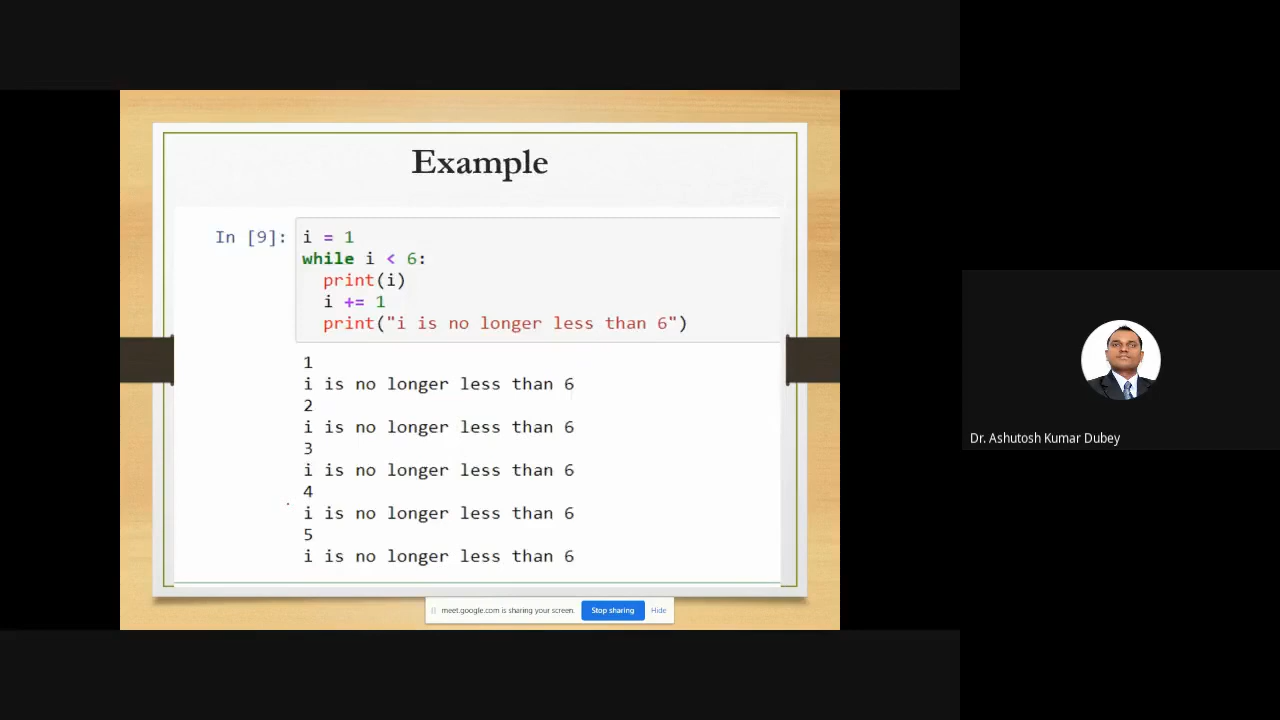 Example
In [9]: i = 1
while i < 6:
print(i)
i += 1
print("i is no longer less than 6")
1
i is no longer less than 6
2
i is no longer less than 6
3
i is no longer less than 6
4
i is no longer less than 6
5
i is no longer less than 6
meet.google.com is sharing your screen. Stop sharing Hide
Dr. Ashutosh Kumar Dubey